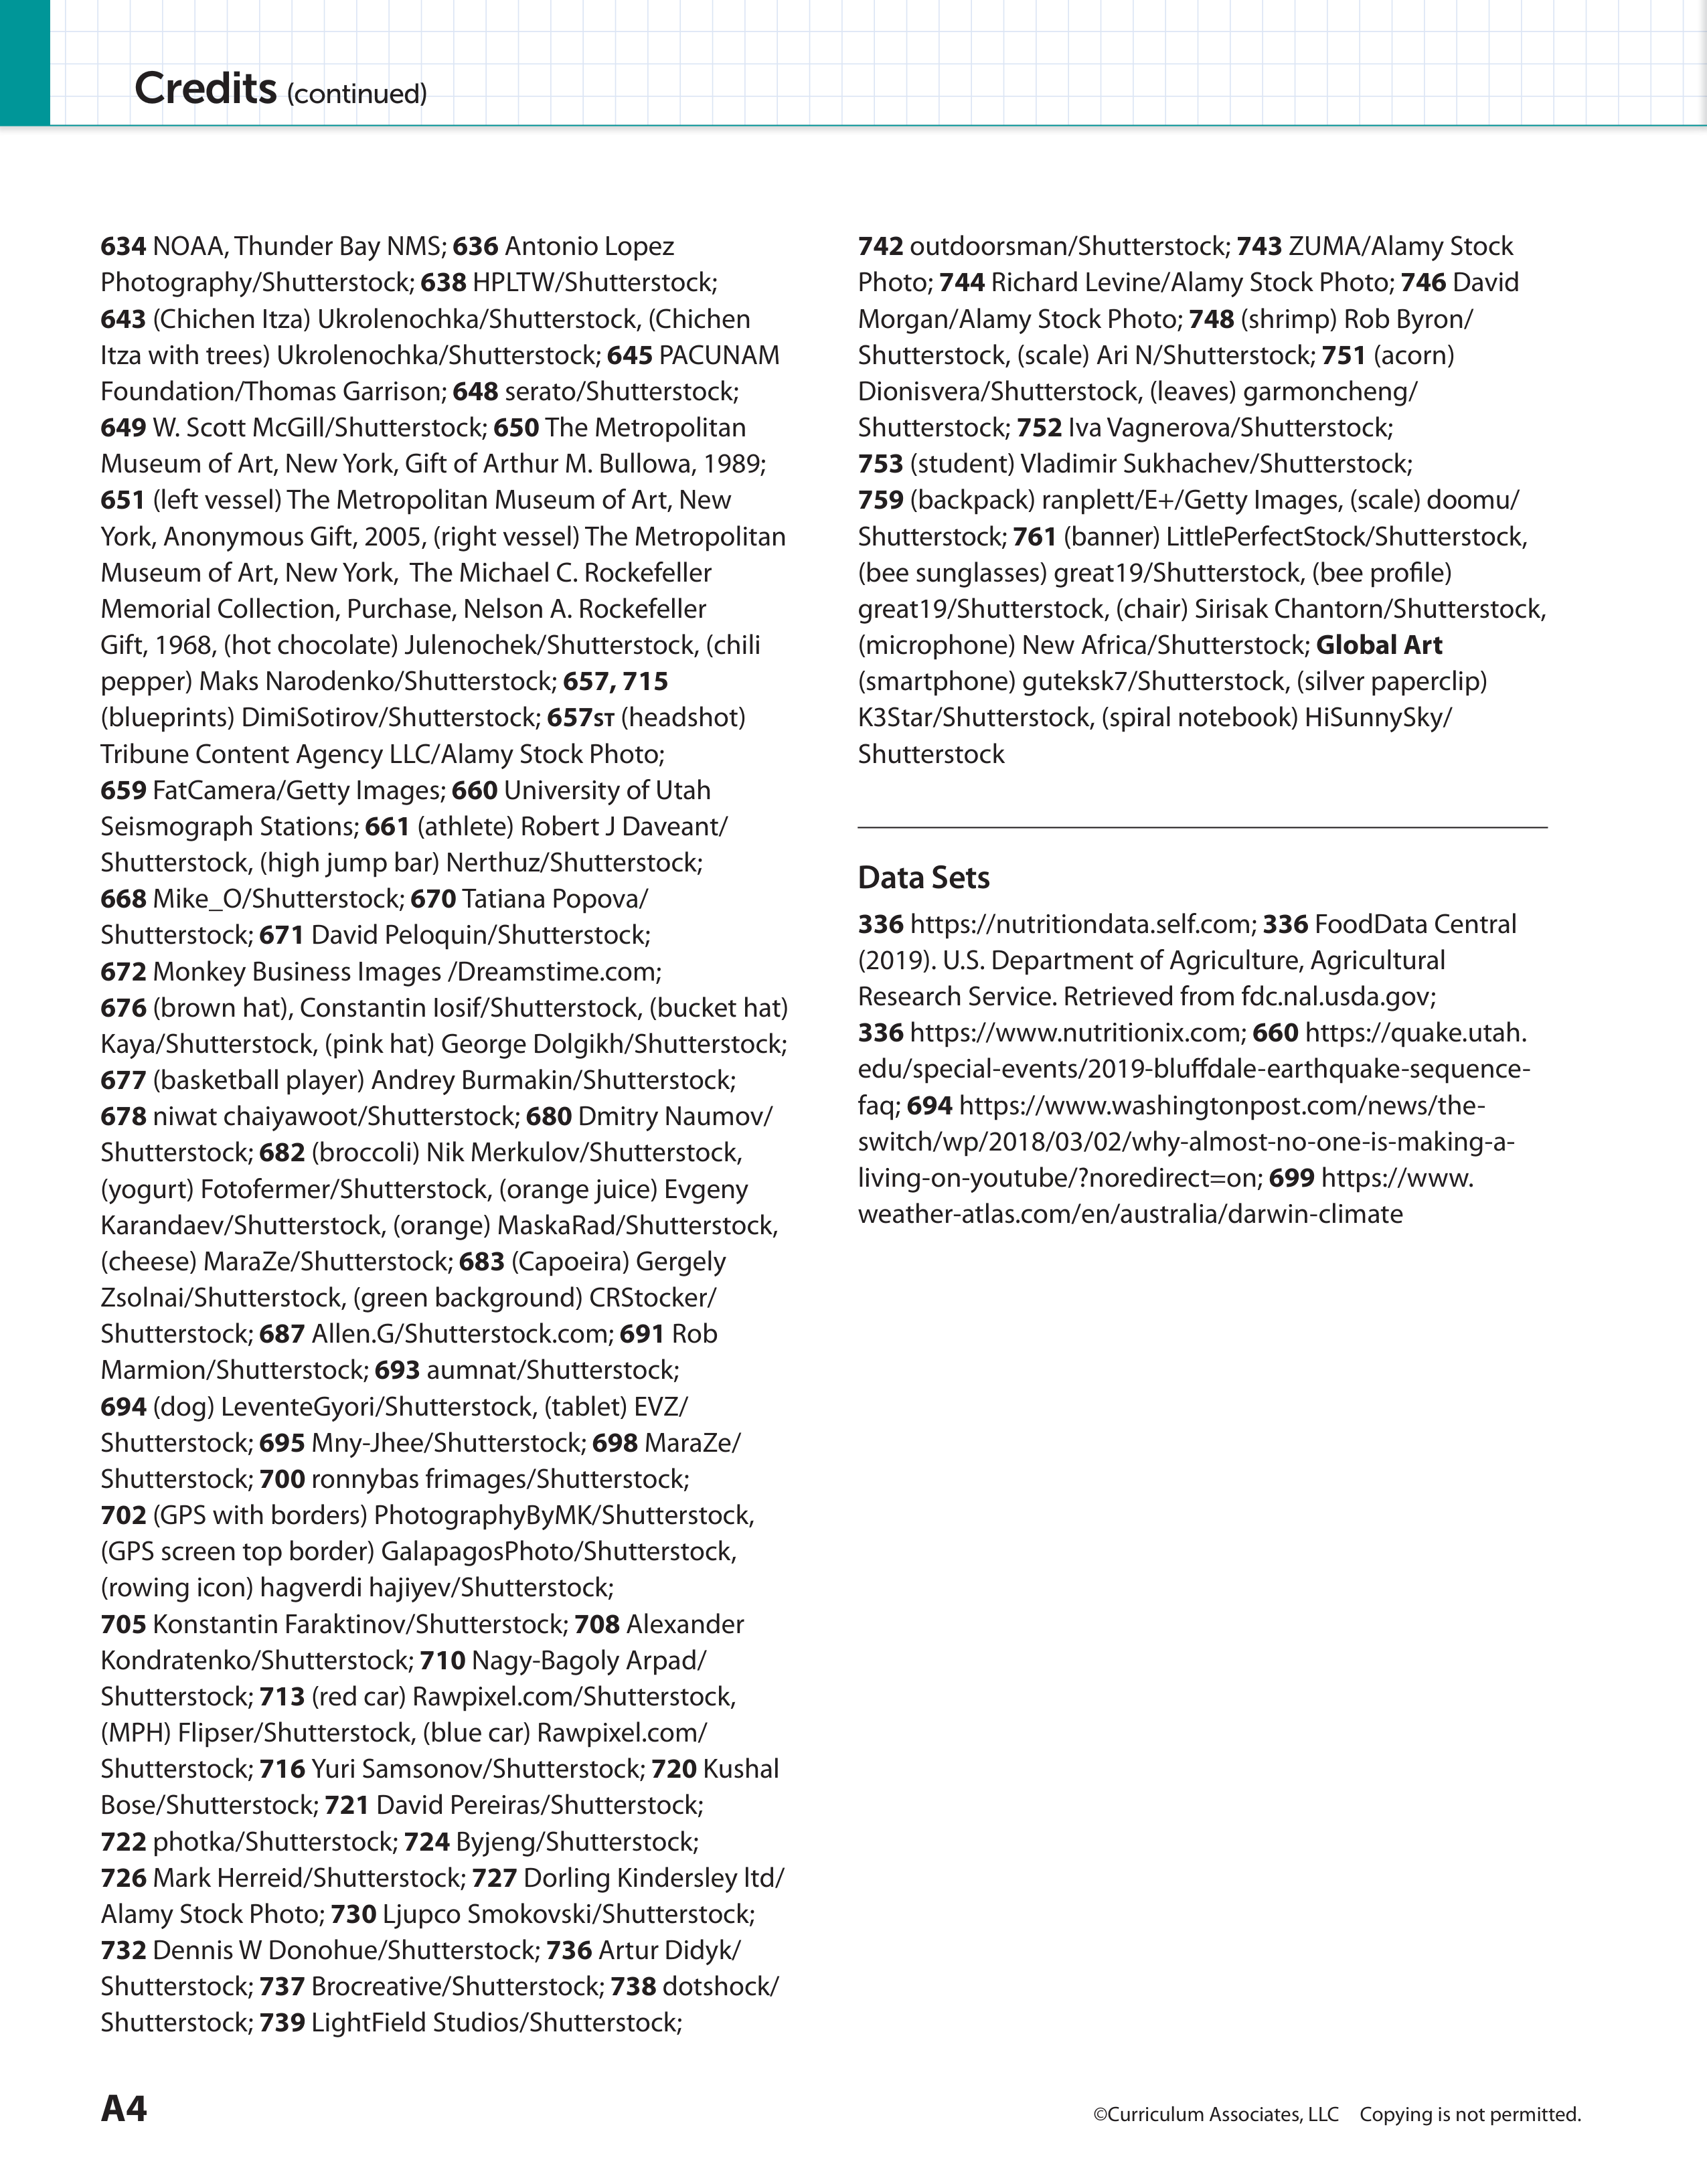 Credits (continued)
634 NOAA, Thunder Bay NMS; 636 Antonio Lopez
Photography/Shutterstock; 638 HPLTW/Shutterstock;
643 (Chichen Itza) Ukrolenochka/Shutterstock, (Chichen
Itza with trees) Ukrolenochka/Shutterstock; 645 PACUNAM
Foundation/Thomas Garrison; 648 serato/Shutterstock;
649 W. Scott McGill/Shutterstock; 650 The Metropolitan
Museum of Art, New York, Gift of Arthur M. Bullowa, 1989;
651 (left vessel) The Metropolitan Museum of Art, New
York, Anonymous Gift, 2005, (right vessel) The Metropolitan
Museum of Art, New York, The Michael C. Rockefeller
Memorial Collection, Purchase, Nelson A. Rockefeller
Gift, 1968, (hot chocolate) Julenochek/Shutterstock, (chili
pepper) Maks Narodenko/Shutterstock; 657, 715
(blueprints) DimiSotirov/Shutterstock; 657ST (headshot)
Tribune Content Agency LLC/Alamy Stock Photo;
659 FatCamera/Getty Images; 660 University of Utah
Seismograph Stations; 661 (athlete) Robert J Daveant/
Shutterstock, (high jump bar) Nerthuz/Shutterstock;
668 Mike_O/Shutterstock; 670 Tatiana Popova/
Shutterstock; 671 David Peloquin/Shutterstock;
672 Monkey Business Images /Dreamstime.com;
676 (brown hat), Constantin Iosif/Shutterstock, (bucket hat)
Kaya/Shutterstock, (pink hat) George Dolgikh/Shutterstock;
677 (basketball player) Andrey Burmakin/Shutterstock;
678 niwat chaiyawoot/Shutterstock; 680 Dmitry Naumov/
Shutterstock; 682 (broccoli) Nik Merkulov/Shutterstock,
(yogurt) Fotofermer/Shutterstock, (orange juice) Evgeny
Karandaev/Shutterstock, (orange) MaskaRad/Shutterstock,
(cheese) MaraZe/Shutterstock; 683 (Capoeira) Gergely
Zsolnai/Shutterstock, (green background) CRStocker/
Shutterstock; 687 Allen.G/Shutterstock.com; 691 Rob
Marmion/Shutterstock; 693 aumnat/Shutterstock;
694 (dog) LeventeGyori/Shutterstock, (tablet) EVZ/
Shutterstock; 695 Mny-Jhee/Shutterstock; 698 MaraZe/
Shutterstock; 700 ronnybas frimages/Shutterstock;
702 (GPS with borders) PhotographyByMK/Shutterstock,
(GPS screen top border) GalapagosPhoto/Shutterstock,
(rowing icon) hagverdi hajiyev/Shutterstock;
705 Konstantin Faraktinov/Shutterstock; 708 Alexander
Kondratenko/Shutterstock; 710 Nagy-Bagoly Arpad/
Shutterstock; 713 (red car) Rawpixel.com/Shutterstock,
(MPH) Flipser/Shutterstock, (blue car) Rawpixel.com/
Shutterstock; 716 Yuri Samsonov/Shutterstock; 720 Kushal
Bose/Shutterstock; 721 David Pereiras/Shutterstock;
722 photka/Shutterstock; 724 Byjeng/Shutterstock;
726 Mark Herreid/Shutterstock; 727 Dorling Kindersley ltd/
Alamy Stock Photo; 730 Ljupco Smokovski/Shutterstock;
732 Dennis W Donohue/Shutterstock; 736 Artur Didyk/
Shutterstock; 737 Brocreative/Shutterstock; 738 dotshock/
Shutterstock; 739 LightField Studios/Shutterstock;
742 outdoorsman/Shutterstock; 743 ZUMA/Alamy Stock
Photo; 744 Richard Levine/Alamy Stock Photo; 746 David
Morgan/Alamy Stock Photo; 748 (shrimp) Rob Byron/
Shutterstock, (scale) Ari N/Shutterstock; 751 (acorn)
Dionisvera/Shutterstock, (leaves) garmoncheng/
Shutterstock; 752 Iva Vagnerova/Shutterstock;
753 (student) Vladimir Sukhachev/Shutterstock;
759 (backpack) ranplett/E+/Getty Images, (scale) doomu/
Shutterstock; 761 (banner) LittlePerfectStock/Shutterstock,
(bee sunglasses) great19/Shutterstock, (bee profile)
great19/Shutterstock, (chair) Sirisak Chantorn/Shutterstock,
(microphone) New Africa/Shutterstock; Global Art
(smartphone) guteksk7/Shutterstock, (silver paperclip)
K3Star/Shutterstock, (spiral notebook) HiSunnySky/
Shutterstock
Data Sets
336 https://nutritiondata.self.com; 336 FoodData Central
(2019). U.S. Department of Agriculture, Agricultural
Research Service. Retrieved from fdc.nal.usda.gov;
336 https://www.nutritionix.com; 660 https://quake.utah.
edu/special-events/2019-bluffdale-earthquake-sequence-
faq; 694 https://www.washingtonpost.com/news/the-
switch/wp/2018/03/02/why-almost-no-one-is-making-a-
living-on-youtube/?noredirect=on; 699 https://www.
weather-atlas.com/en/australia/darwin-climate
A4
©Curriculum Associates, LLC Copying is not permitted.